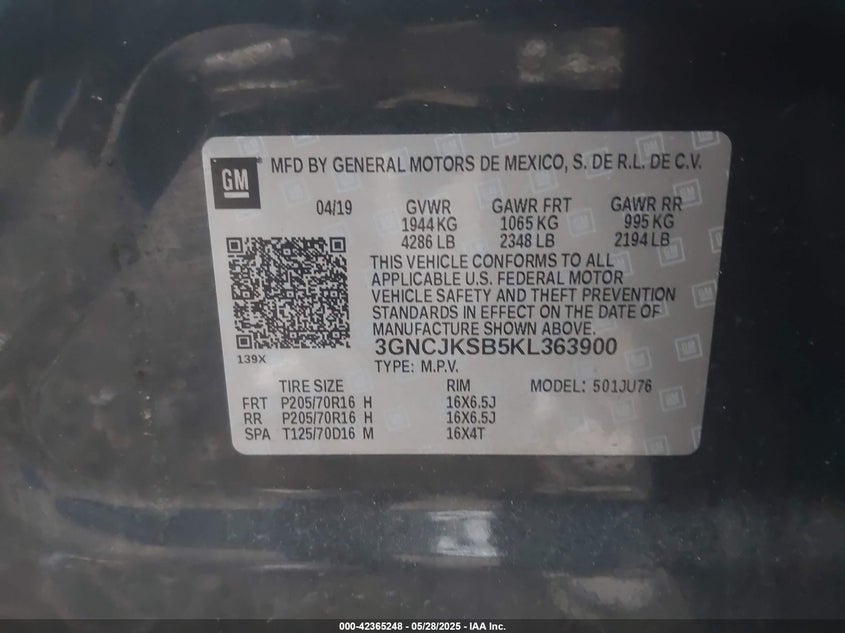 GM
MFD BY GENERAL MOTORS DE MEXICO, S. DE R.L. DE C.V.
04/19 GVWR GAWR FRT GAWR RR
1944 KG 1065 KG 995 KG
4286 LB 2348 LB 2194 LB
THIS VEHICLE CONFORMS TO ALL
APPLICABLE U.S. FEDERAL MOTOR
VEHICLE SAFETY AND THEFT PREVENTION
STANDARDS IN EFFECT ON THE DATE OF
MANUFACTURE SHOWN ABOVE.
139X
3GNCJKSB5KL363900
TYPE: M.P.V.
TIRE SIZE RIM MODEL: 501JU76
FRT P205/70R16 H 16X6.5J
RR P205/70R16 H 16X6.5J
SPA T125/70D16 M 16X4T
000-42365248 - 05/28/2025 - IAA Inc.